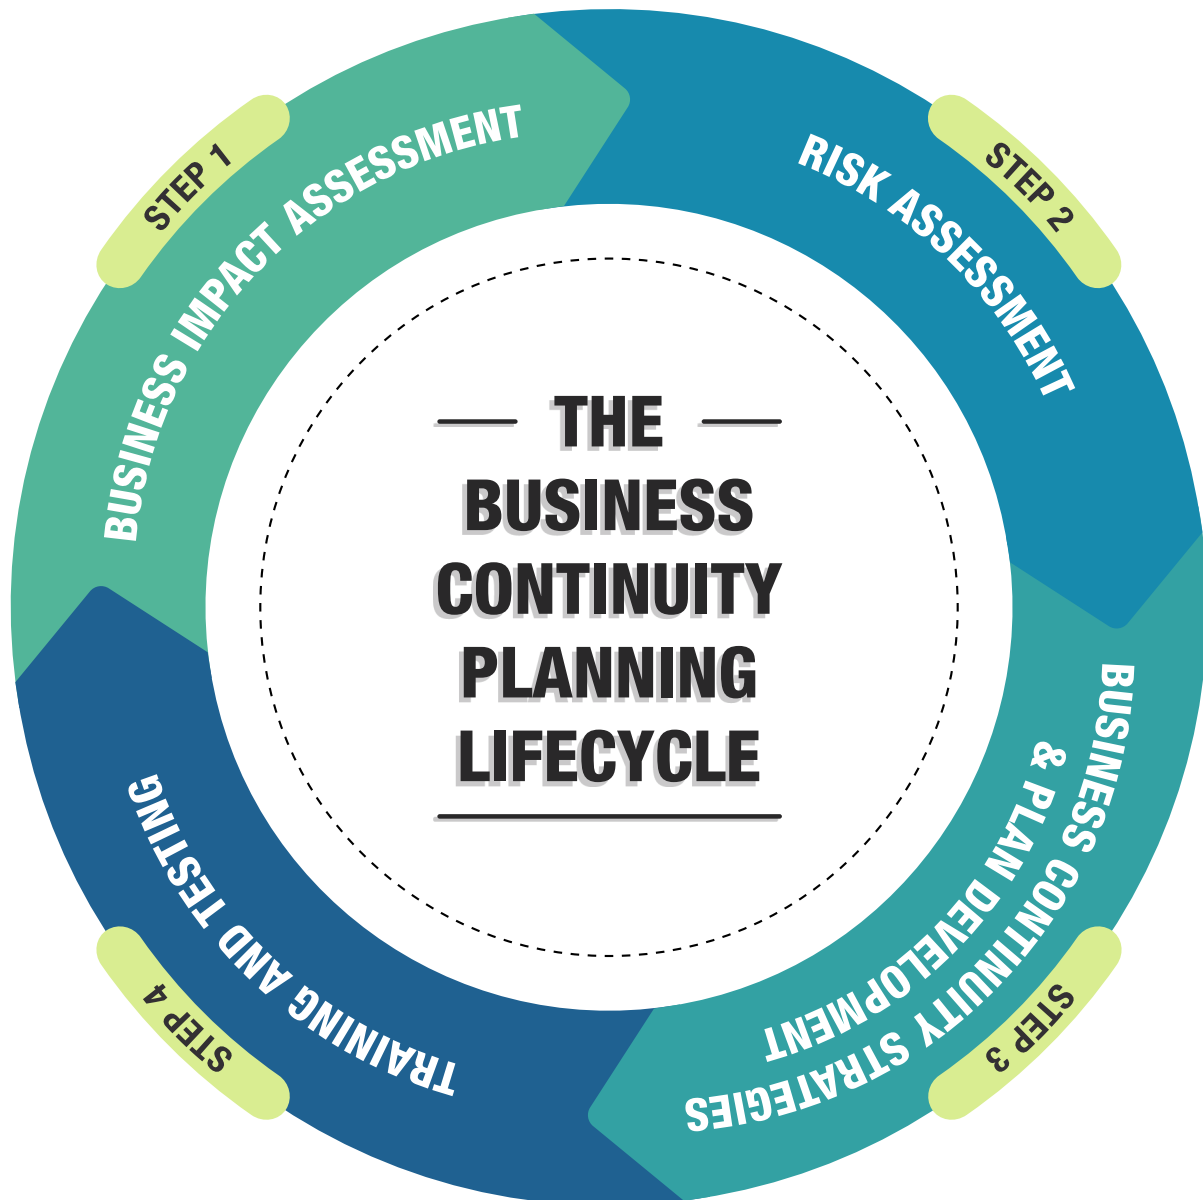 THE
BUSINESS
CONTINUITY
PLANNING
LIFECYCLE
STEP 1
BUSINESS IMPACT ASSESSMENT
STEP 2
RISK ASSESSMENT
STEP 3
BUSINESS CONTINUITY STRATEGIES
& PLAN DEVELOPMENT
STEP 4
TRAINING AND TESTING